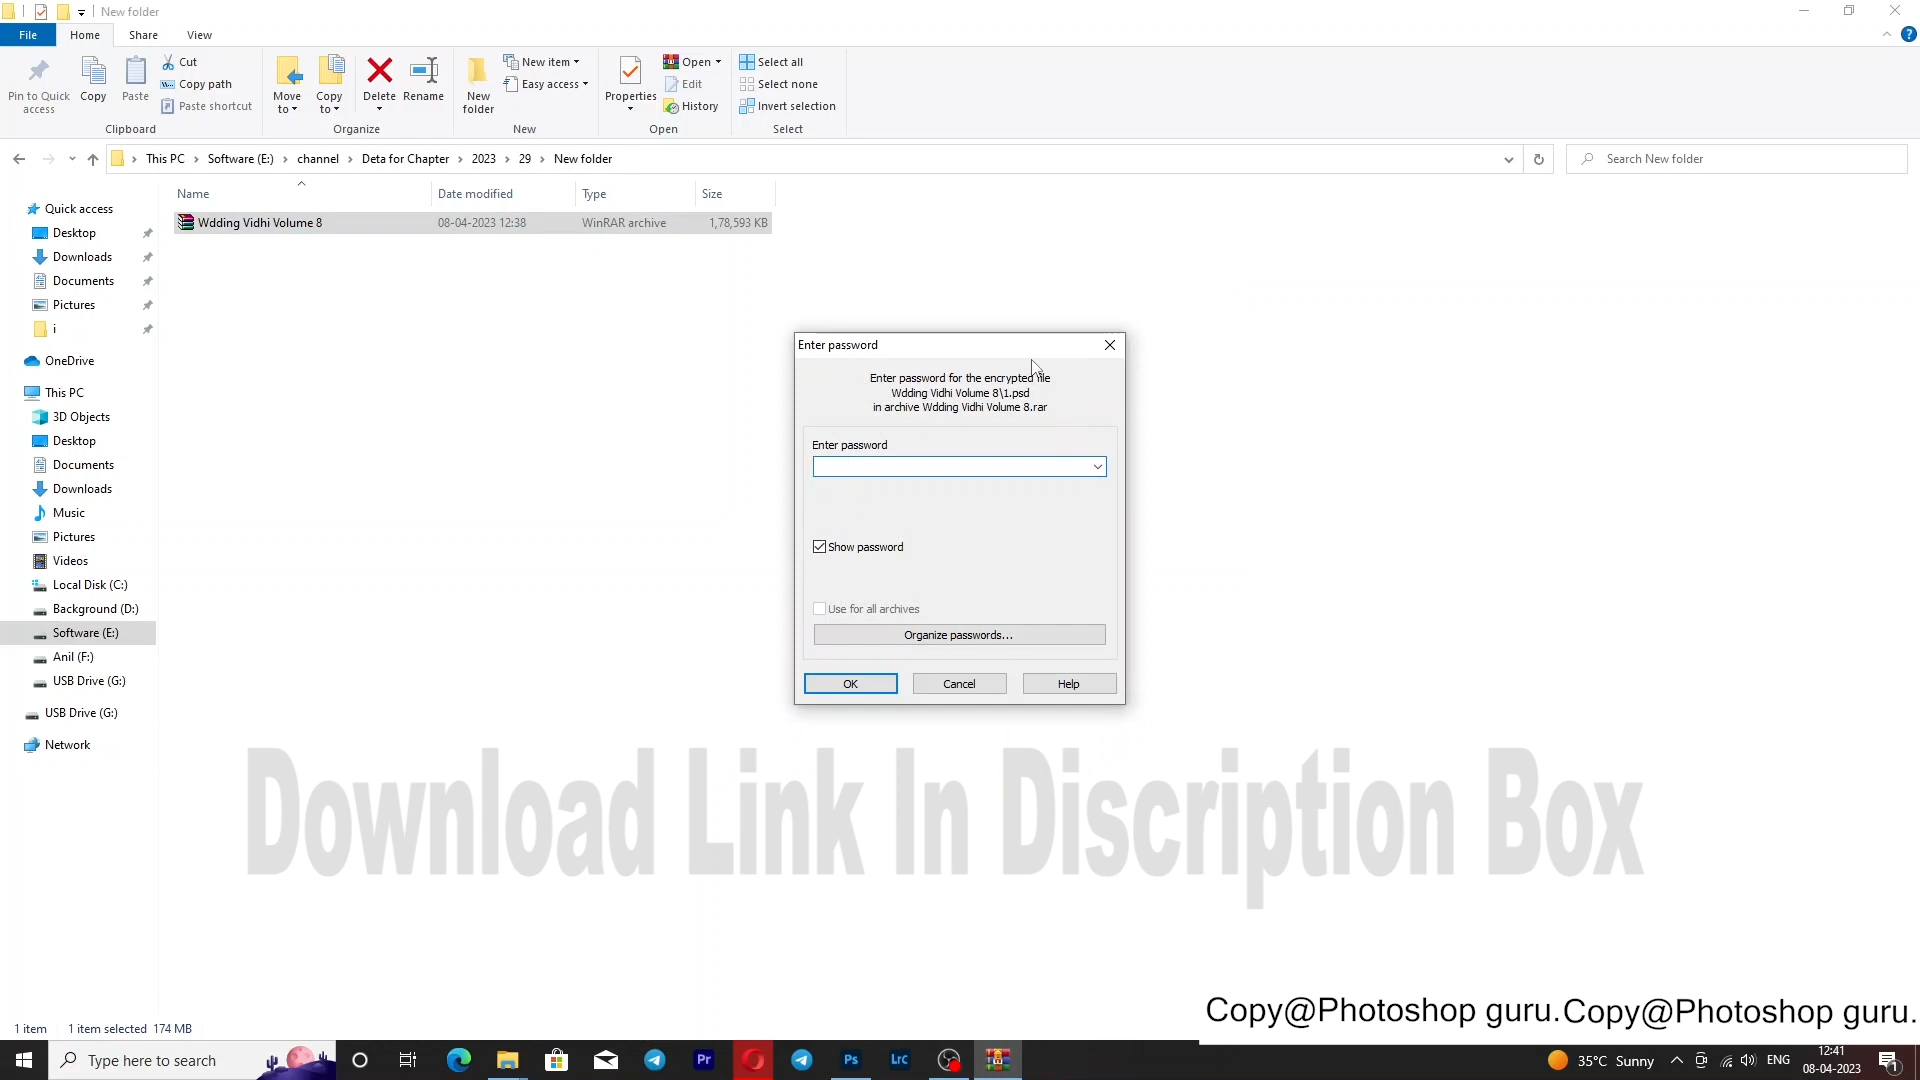 New folder
File
Home
Share
View
Pin to Quick access
Copy
Paste
Cut
Copy path
Paste shortcut
Clipboard
Move to
Copy to
Delete
Rename
Organize
New folder
New item
Easy access
New
Properties
Open
Edit
History
Open
Select all
Select none
Invert selection
Select
This PC > Software (E:) > channel > Deta for Chapter > 2023 > 29 > New folder
Search New folder
Name
Date modified
Type
Size
Wdding Vidhi Volume 8
08-04-2023 12:38
WinRAR archive
1,78,593 KB
Quick access
Desktop
Downloads
Documents
Pictures
i
OneDrive
This PC
3D Objects
Desktop
Documents
Downloads
Music
Pictures
Videos
Local Disk (C:)
Background (D:)
Software (E:)
Anil (F:)
USB Drive (G:)
USB Drive (G:)
Network
Enter password
Enter password for the encrypted file
Wdding Vidhi Volume 8\1.psd
in archive Wdding Vidhi Volume 8.rar
Enter password
Show password
Use for all archives
Organize passwords...
OK
Cancel
Help
Download Link In Discription Box
Copy@Photoshop guru.Copy@Photoshop guru.
1 item
1 item selected 174 MB
Type here to search
Pr
Ps
Lrc
35°C Sunny
ENG
12:41
08-04-2023
1